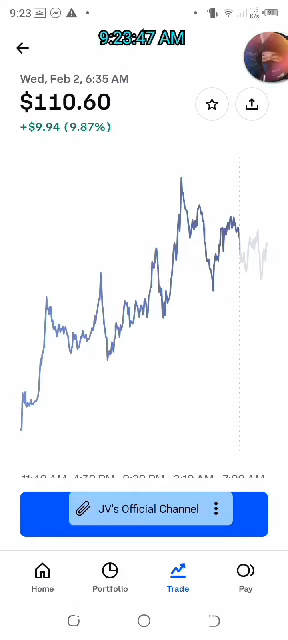 9:23
9:23:47 AM
Wed, Feb 2, 6:35 AM
$110.60
+$9.94 (9.87%)
JV's Official Channel
Home
Portfolio
Trade
Pay